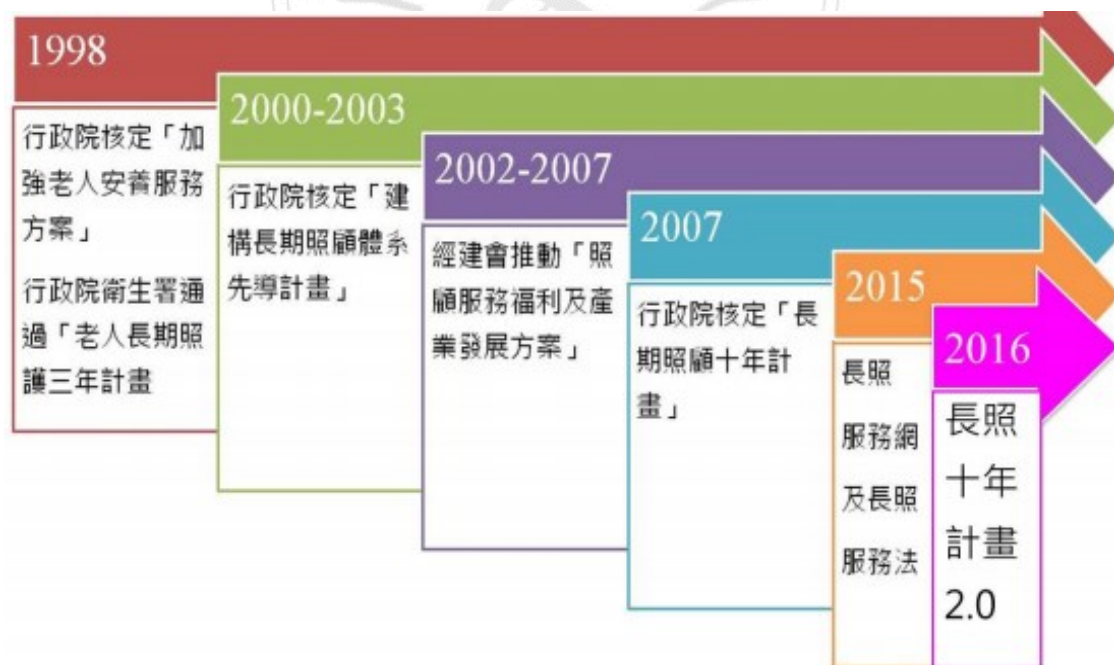 1998
行政院核定「加
強老人安養服務
方案」
行政院衛生署通
過「老人長期照
護三年計畫
2000-2003
行政院核定「建
構長期照顧體系
先導計畫」
2002-2007
經建會推動「照
顧服務福利及產
業發展方案」
2007
行政院核定「長
期照顧十年計
畫」
2015
長照
服務網
及長照
服務法
2016
長照
十年
計畫
2.0